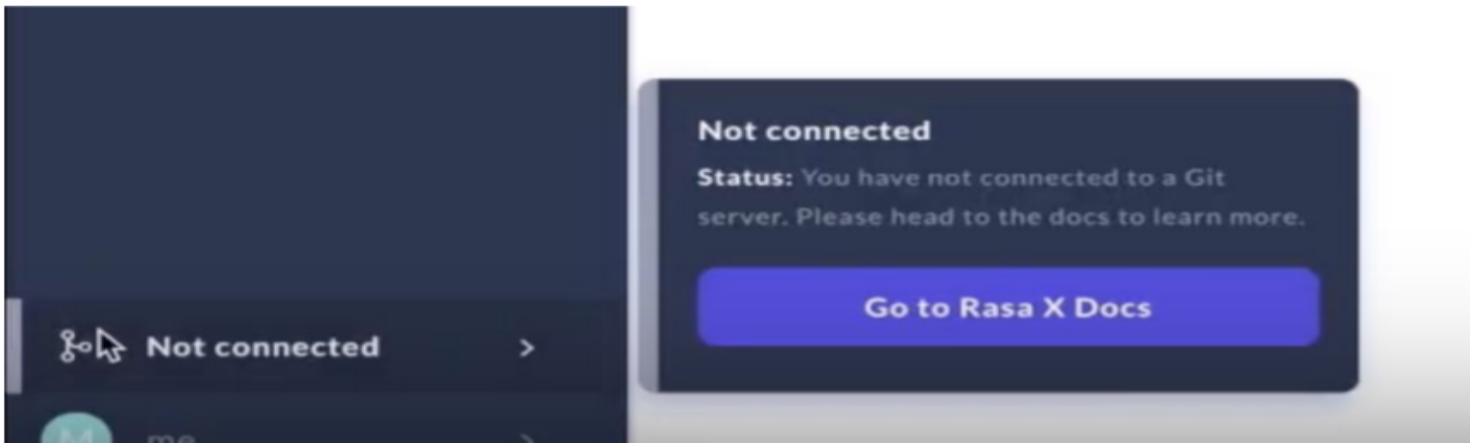 Not connected
Status: You have not connected to a Git
server. Please head to the docs to learn more.
Go to Rasa X Docs
Not connected
M me